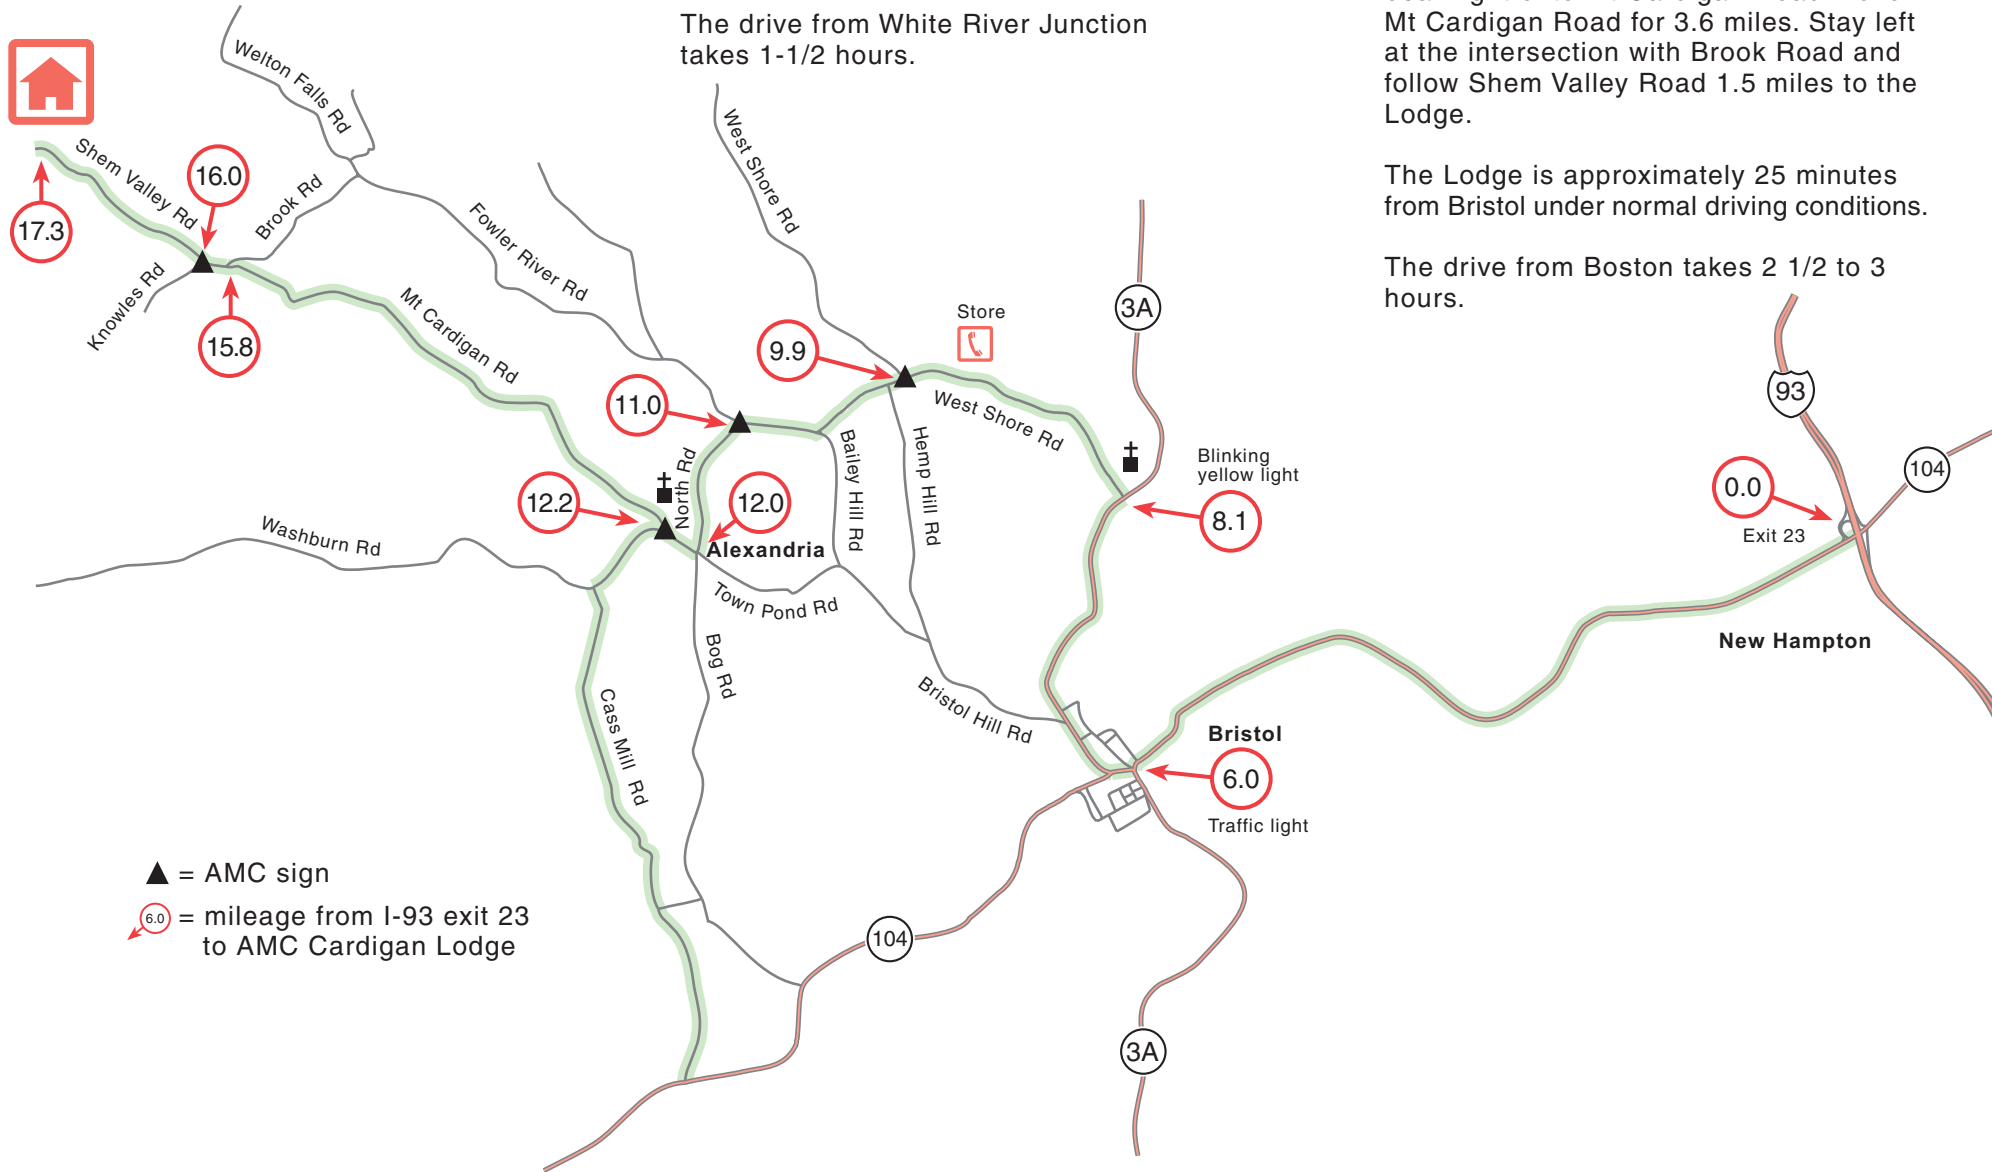 The drive from White River Junction
takes 1-1/2 hours.
Mt Cardigan Road for 3.6 miles. Stay left
at the intersection with Brook Road and
follow Shem Valley Road 1.5 miles to the
Lodge.
The Lodge is approximately 25 minutes
from Bristol under normal driving conditions.
The drive from Boston takes 2 1/2 to 3
hours.
Welton Falls Rd
Shem Valley Rd
16.0
Brook Rd
17.3
Knowles Rd
15.8
Fowler River Rd
West Shore Rd
Mt Cardigan Rd
3A
Store
9.9
93
11.0
West Shore Rd
Bailey Hill Rd
Hemp Hill Rd
North Rd
Blinking
yellow light
8.1
104
0.0
Exit 23
12.2
12.0
Alexandria
Washburn Rd
Town Pond Rd
Bog Rd
New Hampton
Cass Mill Rd
Bristol Hill Rd
Bristol
6.0
Traffic light
= AMC sign
6.0 = mileage from I-93 exit 23
to AMC Cardigan Lodge
104
3A